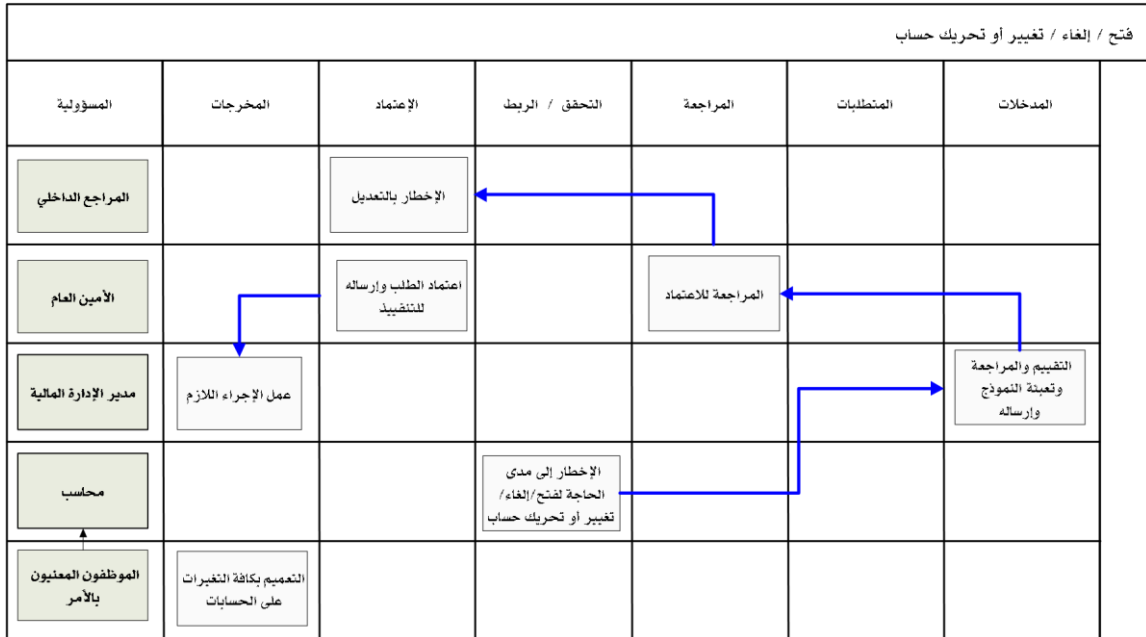 فتح / إلغاء / تغيير أو تحريك حساب
المدخلات
المتطلبات
المراجعة
التحقق / الربط
الإعتماد
المخرجات
المسؤولية
الإخطار بالتعديل
المراجع الداخلي
المراجعة للاعتماد
اعتماد الطلب وإرساله
للتنفييذ
الأمين العام
التقييم والمراجعة
وتعبئة النموذج
وإرساله
عمل الإجراء اللازم
مدير الإدارة المالية
الإخطار إلى مدى
الحاجة لفتح/إلغاء/
تغيير أو تحريك حساب
محاسب
التعميم بكافة التغيرات
على الحسابات
الموظفون المعنيون
بالأمر